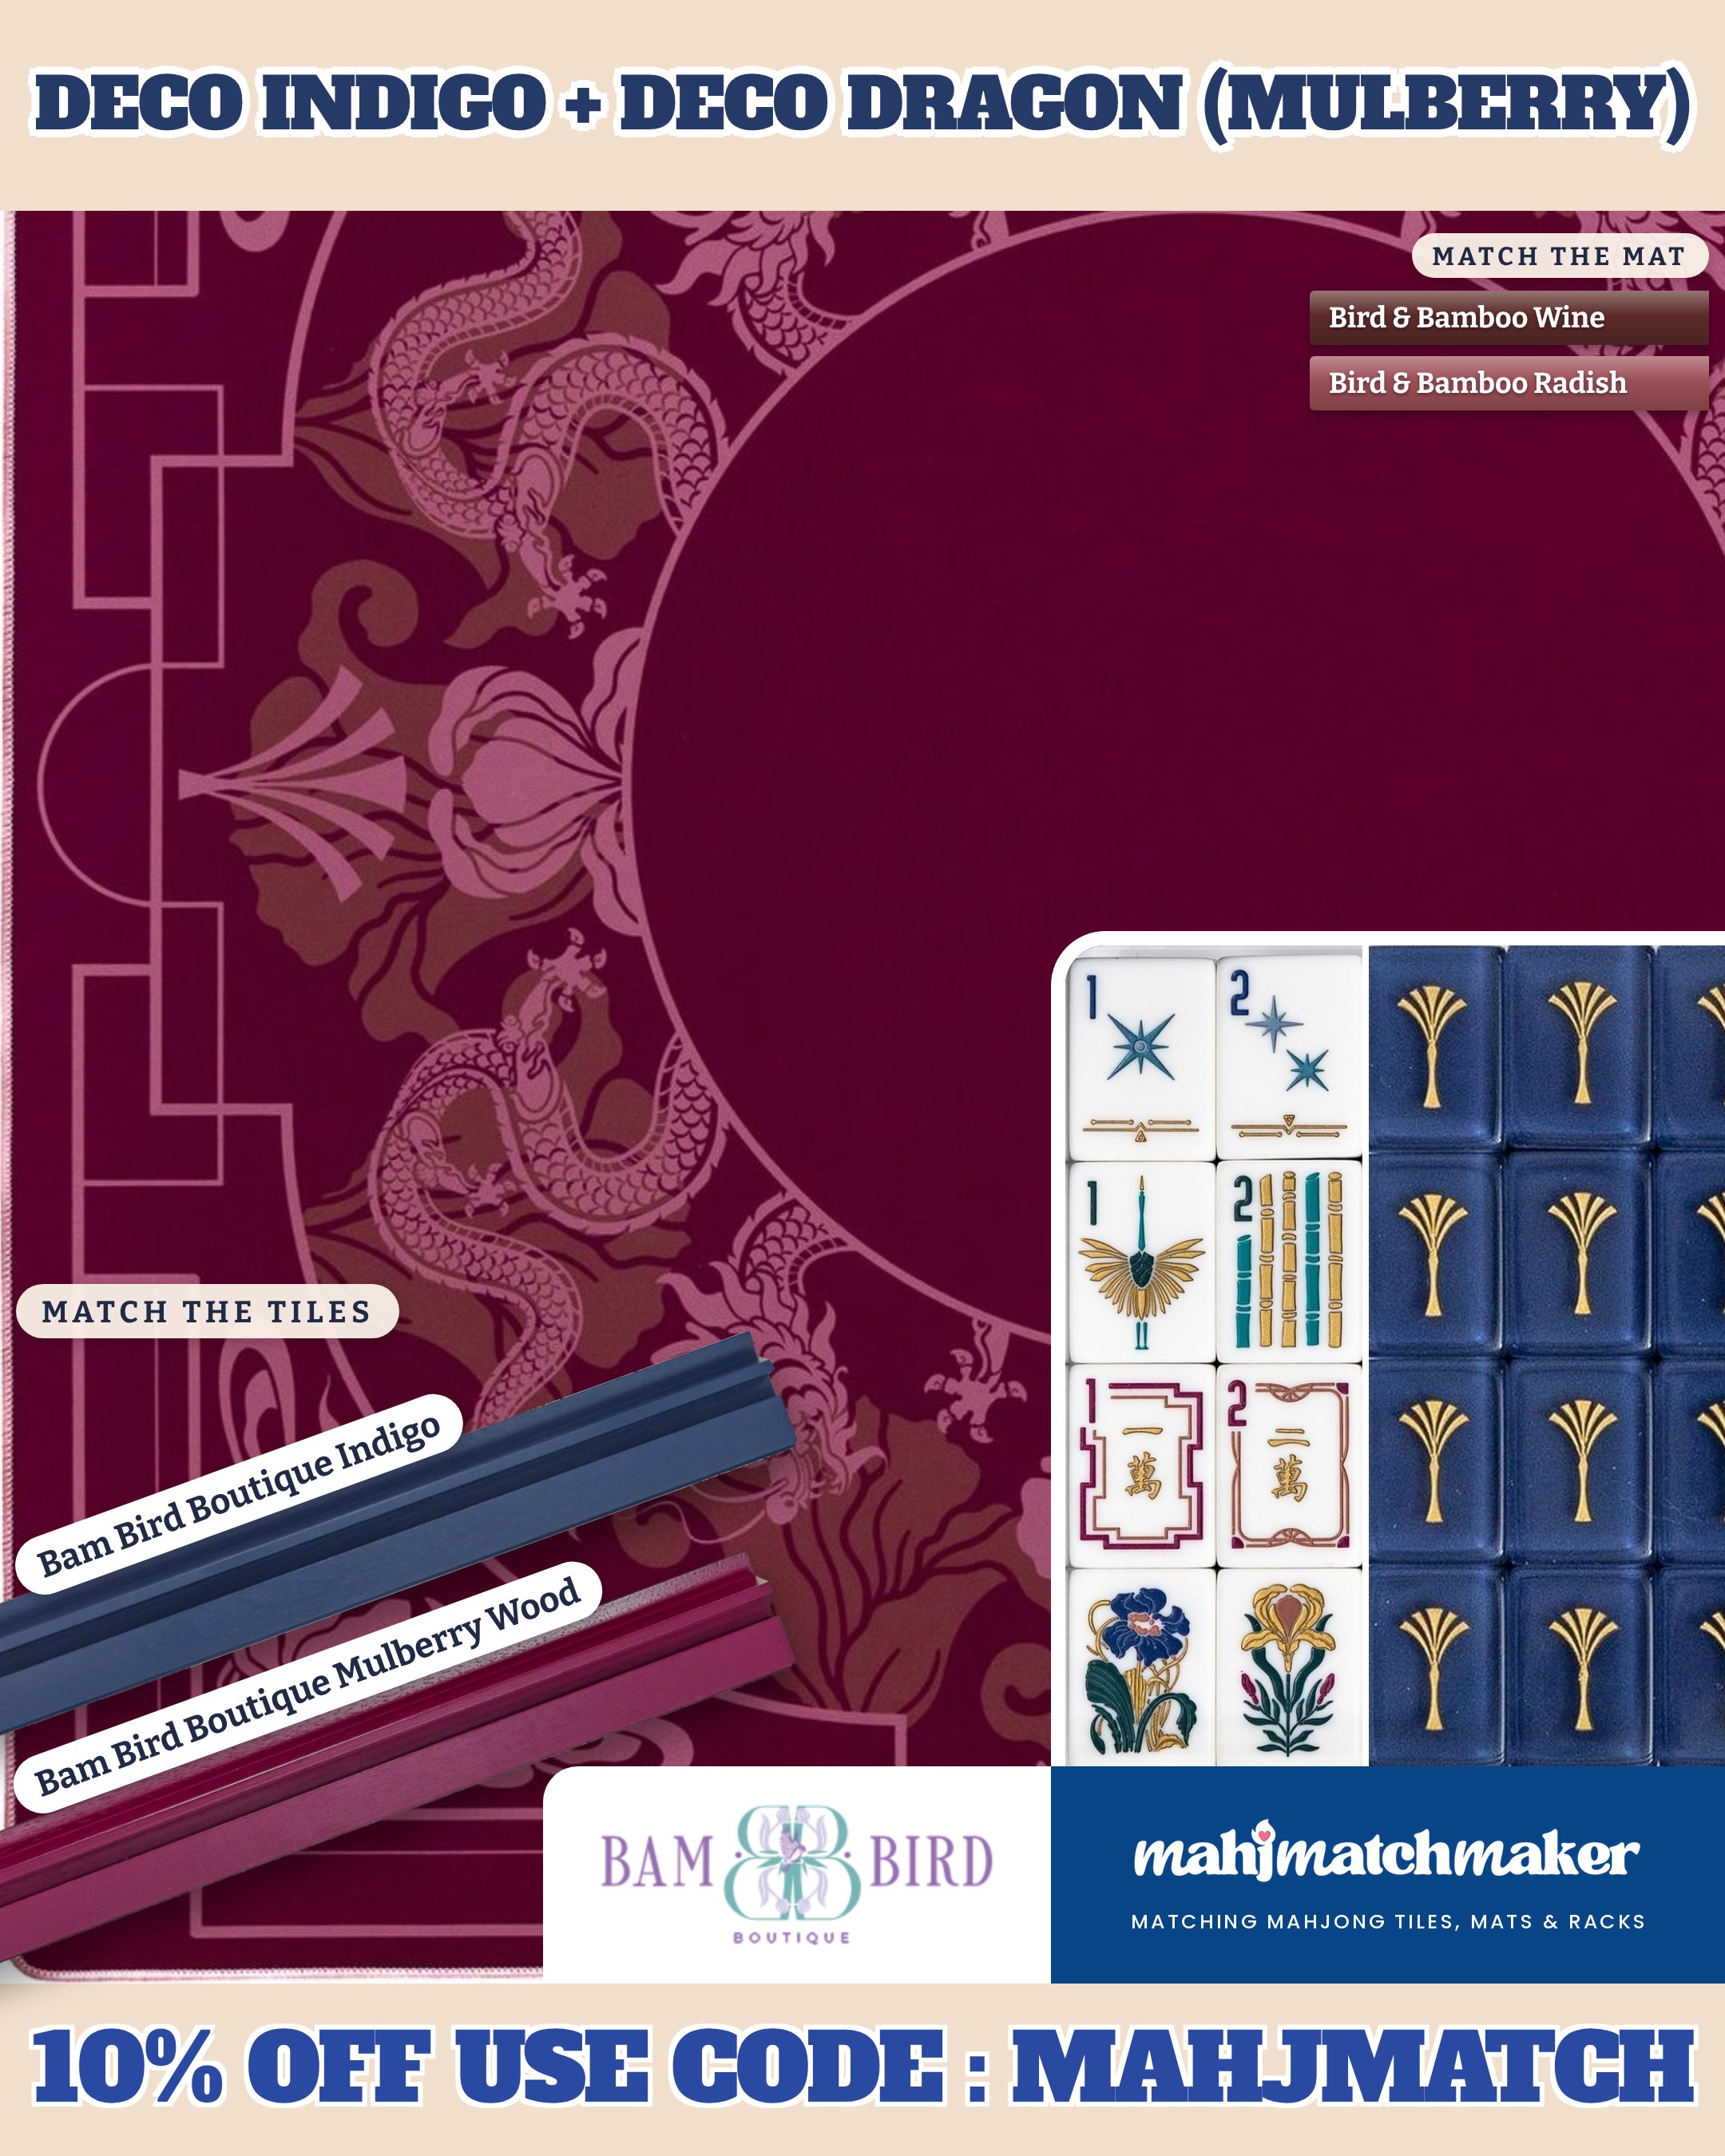 DECO INDIGO + DECO DRAGON (MULBERRY)
MATCH THE MAT
Bird & Bamboo Wine
Bird & Bamboo Radish
1
2
1
2
1
2
一
二
萬
萬
MATCH THE TILES
Bam Bird Boutique Indigo
Bam Bird Boutique Mulberry Wood
BAM BIRD
BOUTIQUE
mahjmatchmaker
MATCHING MAHJONG TILES, MATS & RACKS
10% OFF USE CODE : MAHJMATCH